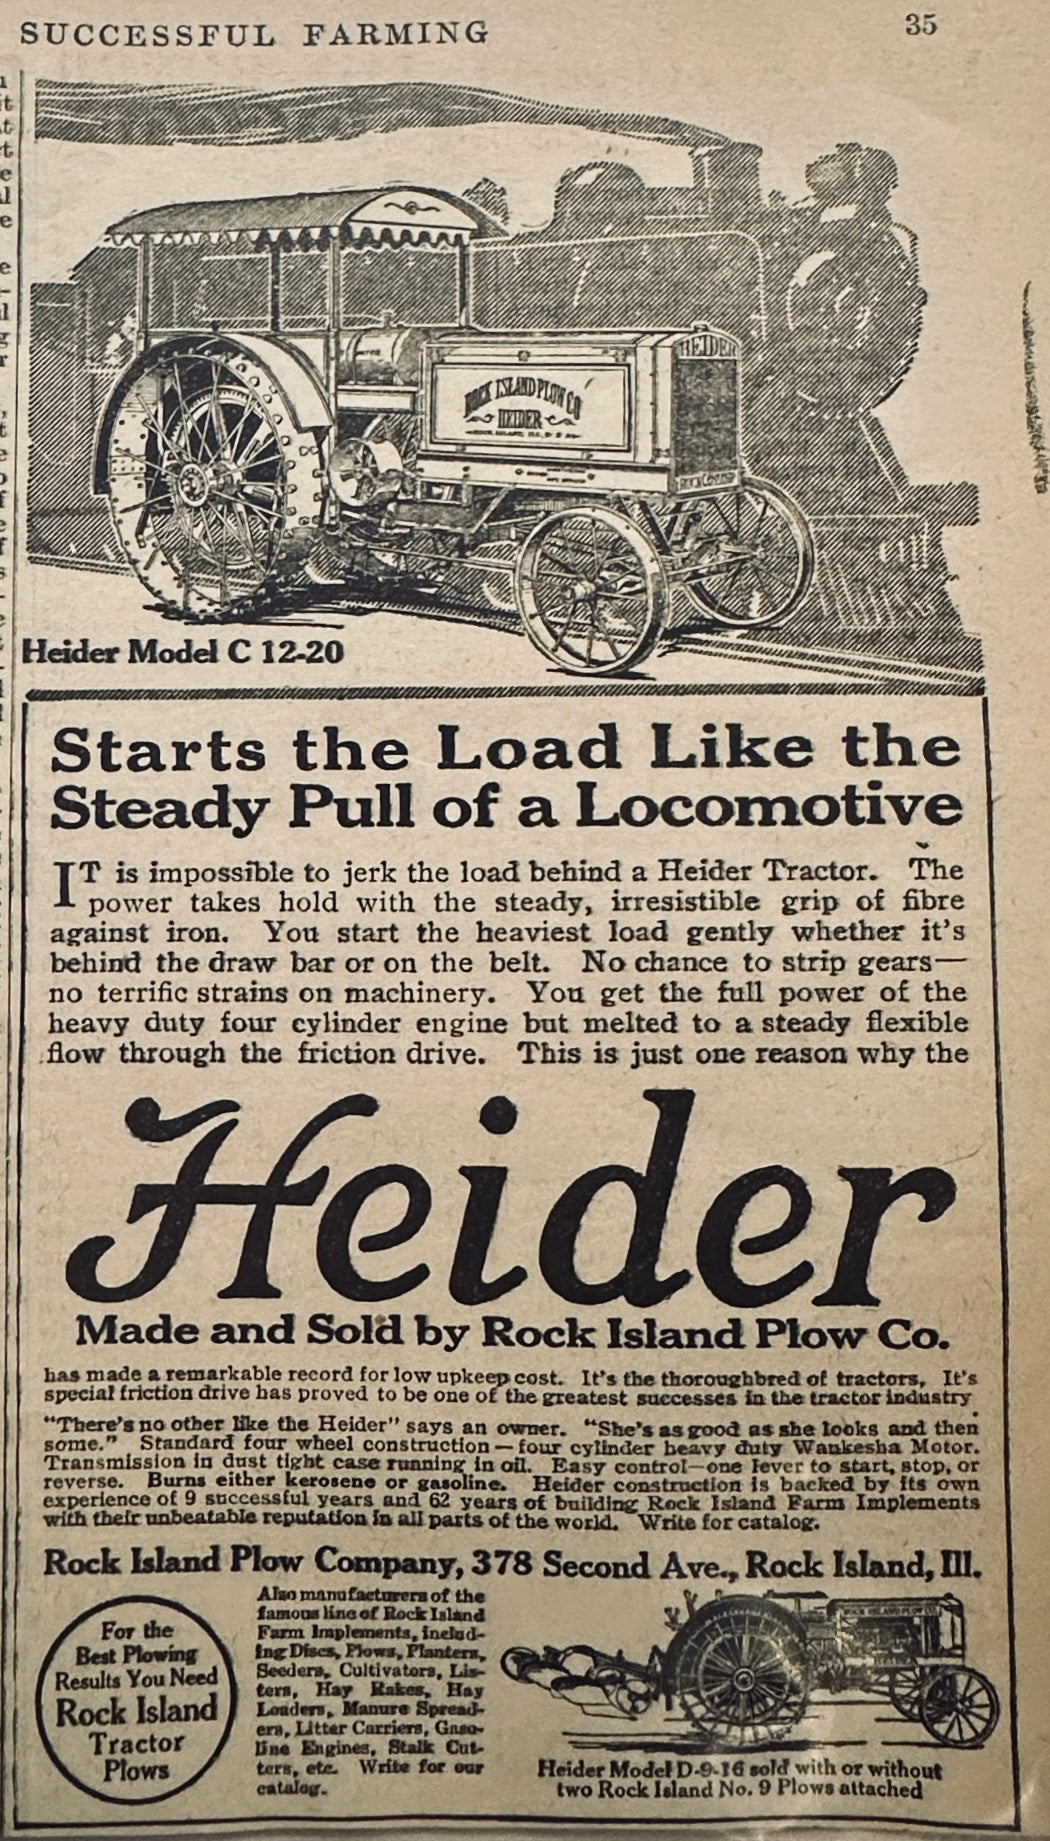 SUCCESSFUL FARMING
35
HEIDER
ROCK ISLAND PLOW CO
HEIDER
Heider Model C 12-20
Starts the Load Like the
Steady Pull of a Locomotive
IT is impossible to jerk the load behind a Heider Tractor. The
power takes hold with the steady, irresistible grip of fibre
against iron. You start the heaviest load gently whether it's
behind the draw bar or on the belt. No chance to strip gears—
no terrific strains on machinery. You get the full power of the
heavy duty four cylinder engine but melted to a steady flexible
flow through the friction drive. This is just one reason why the
Heider
Made and Sold by Rock Island Plow Co.
has made a remarkable record for low upkeep cost. It's the thoroughbred of tractors, It's
special friction drive has proved to be one of the greatest successes in the tractor industry.
"There's no other like the Heider" says an owner. "She's as good as she looks and then
some." Standard four wheel construction—four cylinder heavy duty Waukesha Motor.
Transmission in dust tight case running in oil. Easy control—one lever to start, stop, or
reverse. Burns either kerosene or gasoline. Heider construction is backed by its own
experience of 9 successful years and 62 years of building Rock Island Farm Implements
with their unbeatable reputation in all parts of the world. Write for catalog.
Rock Island Plow Company, 378 Second Ave., Rock Island, Ill.
For the
Best Plowing
Results You Need
Rock Island
Tractor
Plows
Also manufacturers of the
famous line of Rock Island
Farm Implements, includ-
ing Discs, Plows, Planters,
Seeders, Cultivators, Lis-
ters, Hay Rakes, Hay
Loaders, Manure Spread-
ers, Litter Carriers, Gaso-
line Engines, Stalk Cut-
ters, etc. Write for our
catalog.
ROCK ISLAND PLOW CO.
Heider Model D-9-16 sold with or without
two Rock Island No. 9 Plows attached